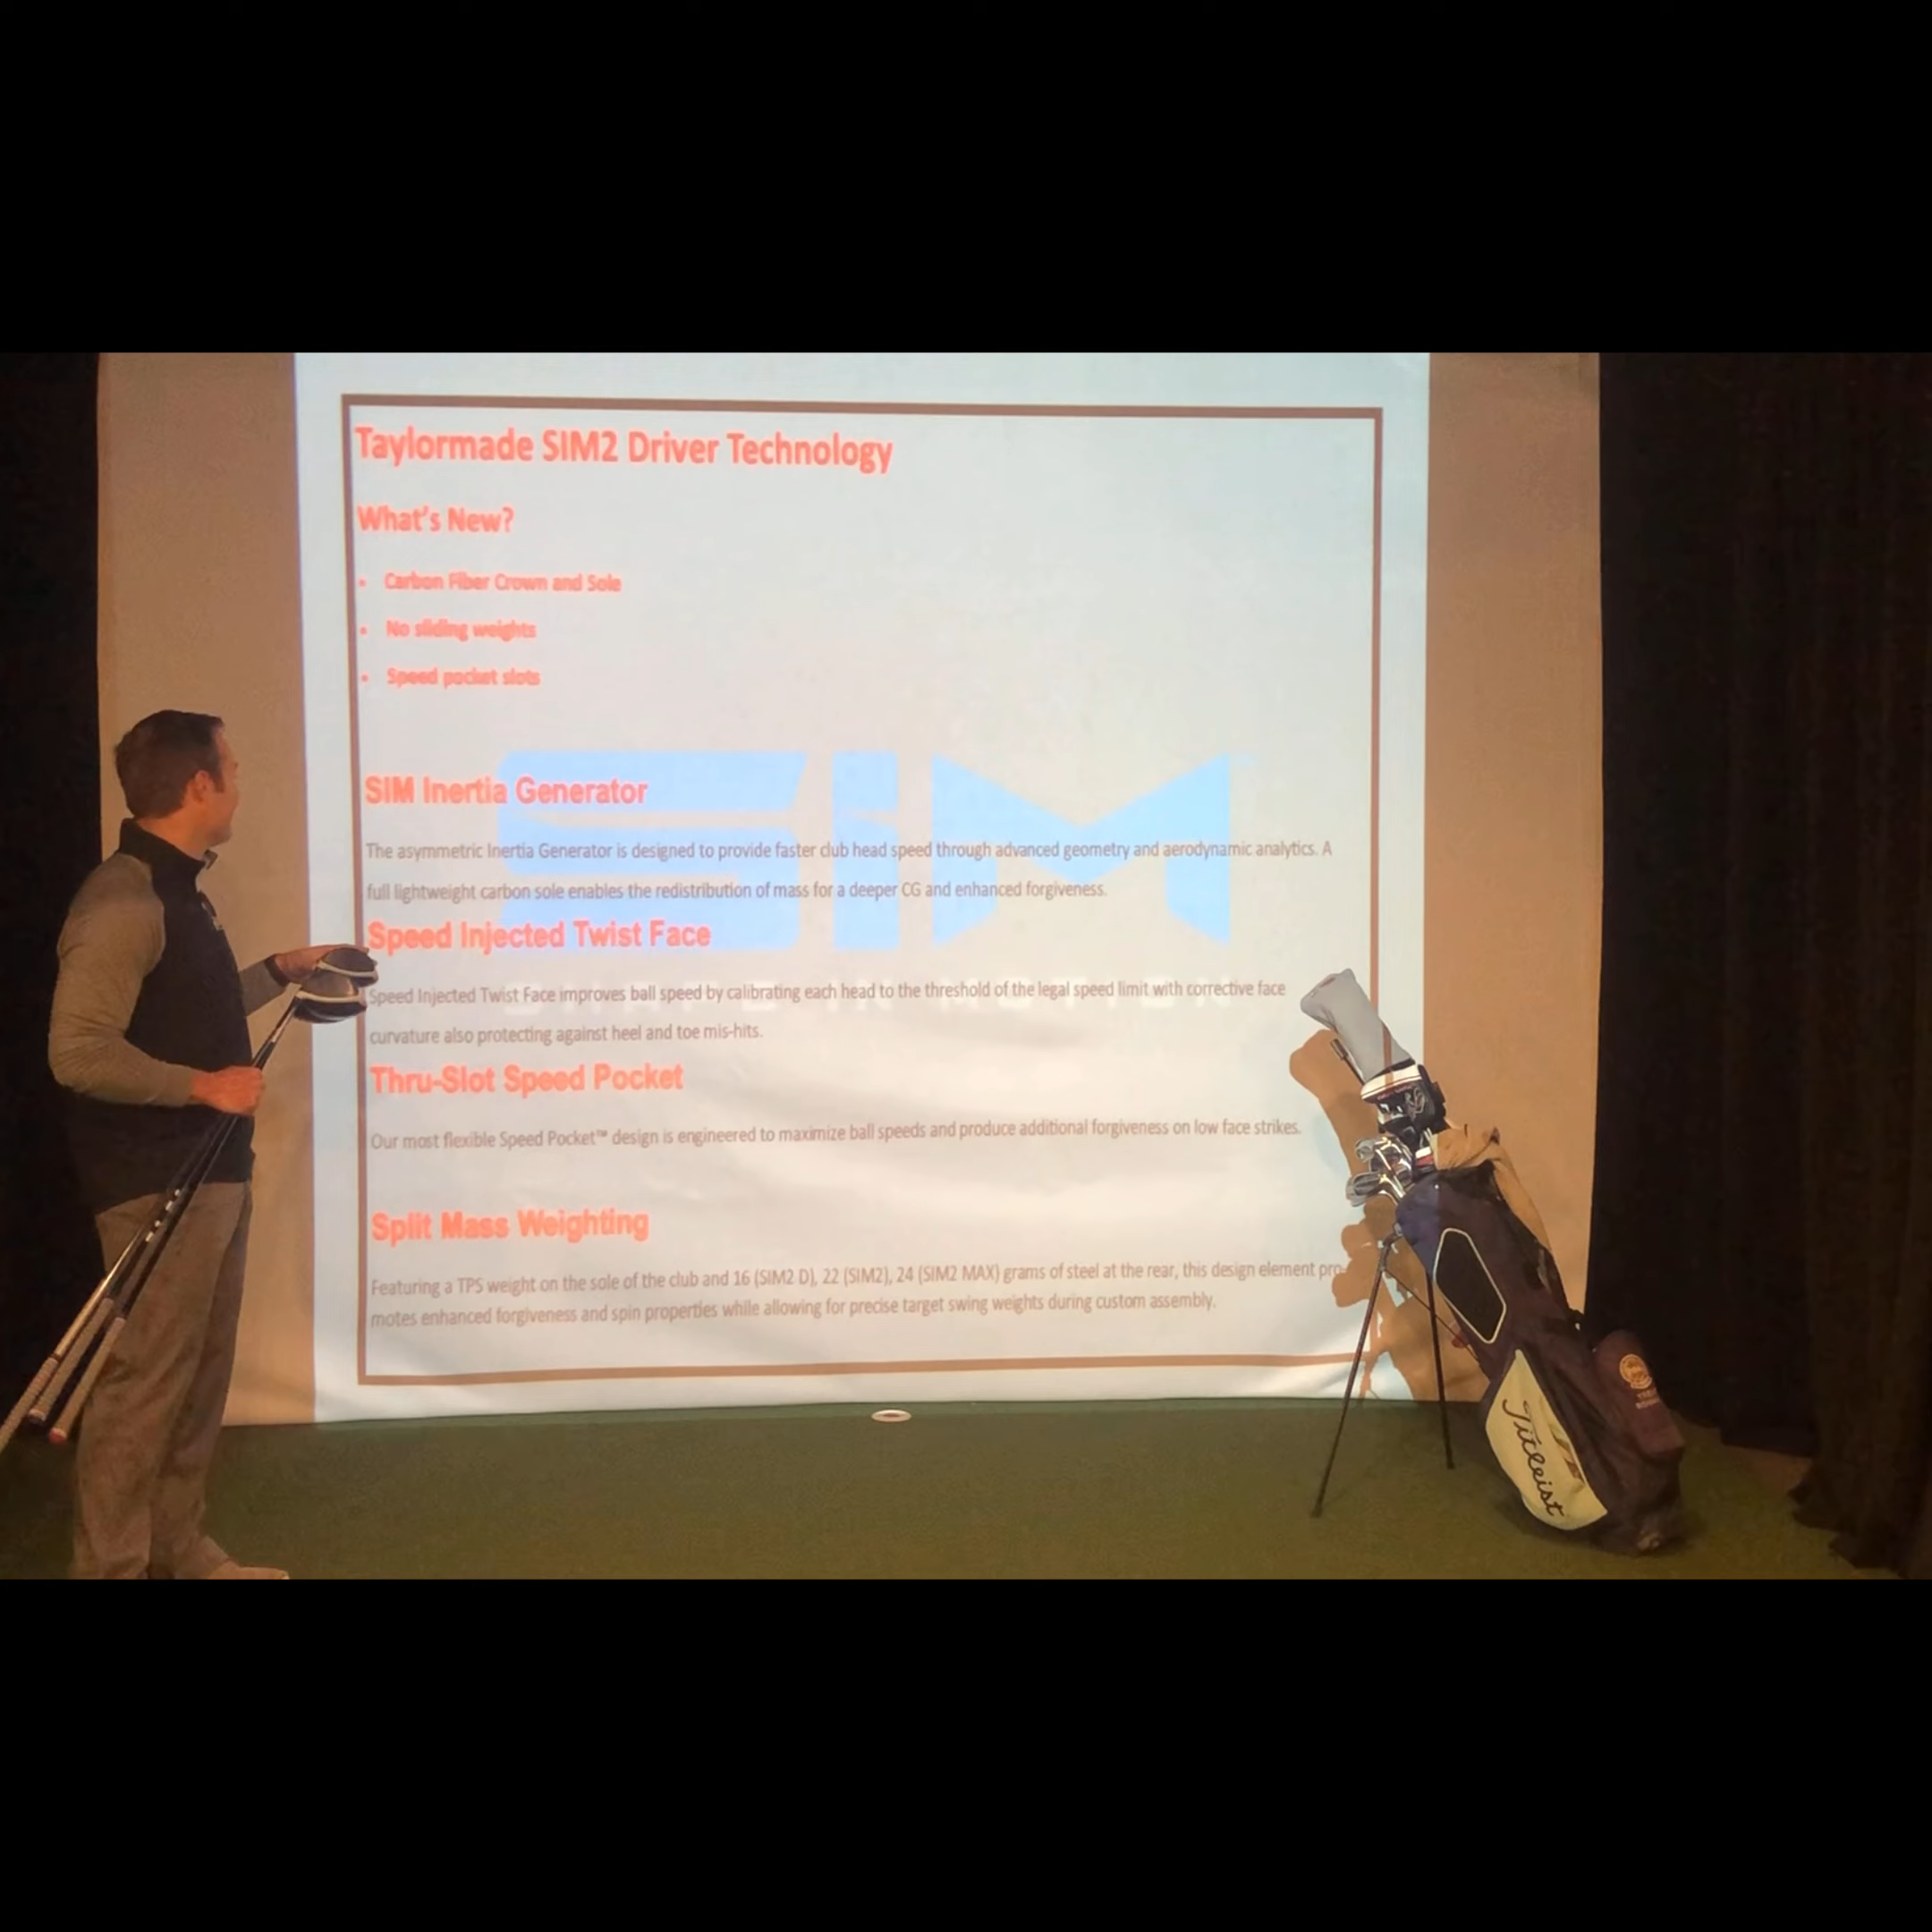 Taylormade SIM2 Driver Technology
What's New?
• Carbon Fiber Crown and Sole
• No sliding weights
• Speed pocket slots
SIM
SIM Inertia Generator
The asymmetric Inertia Generator is designed to provide faster club head speed through advanced geometry and aerodynamic analytics. A
full lightweight carbon sole enables the redistribution of mass for a deeper CG and enhanced forgiveness.
Speed Injected Twist Face
Speed Injected Twist Face improves ball speed by calibrating each head to the threshold of the legal speed limit with corrective face
SHAPE IN MOTION
curvature also protecting against heel and toe mis-hits.
Thru-Slot Speed Pocket
Our most flexible Speed Pocket™ design is engineered to maximize ball speeds and produce additional forgiveness on low face strikes.
Split Mass Weighting
Featuring a TPS weight on the sole of the club and 16 (SIM2 D), 22 (SIM2), 24 (SIM2 MAX) grams of steel at the rear, this design element pro-
motes enhanced forgiveness and spin properties while allowing for precise target swing weights during custom assembly.
Titleist